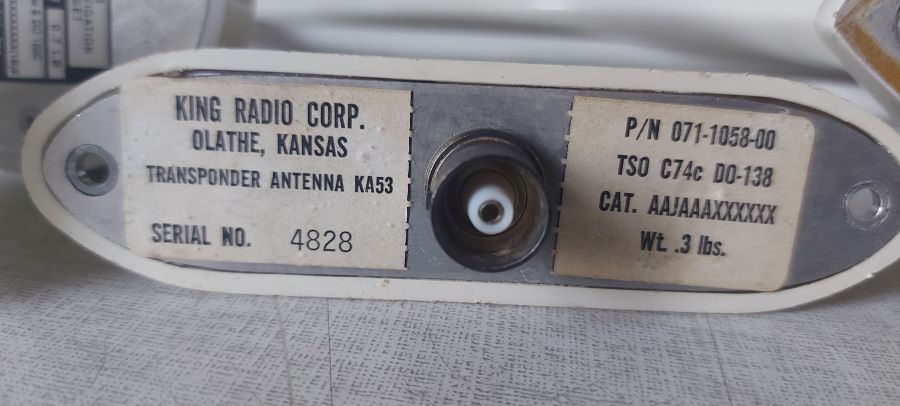 KING RADIO CORP.
OLATHE, KANSAS
TRANSPONDER ANTENNA KA53
SERIAL NO. 4828
P/N 071-1058-00
TSO C74c DO-138
CAT. AAJAAAXXXXXX
Wt. .3 lbs.